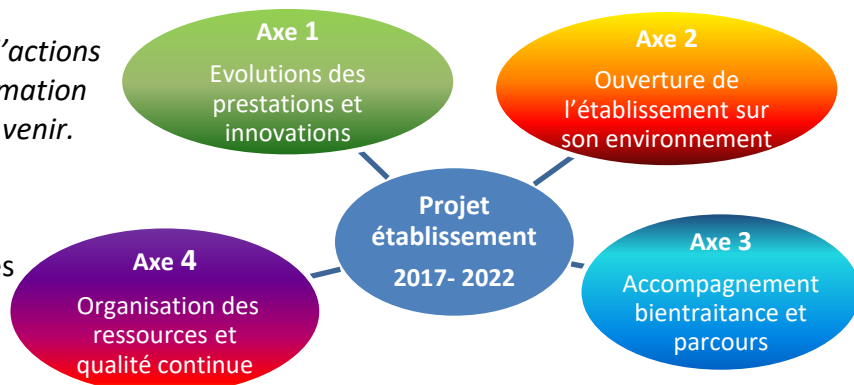 l'actions
mation
venir.
es
Axe 1
Evolutions des
prestations et
innovations
Axe 2
Ouverture de
l'établissement sur
son environnement
Projet
établissement
2017- 2022
Axe 3
Accompagnement
bientraitance et
parcours
Axe 4
Organisation des
ressources et
qualité continue